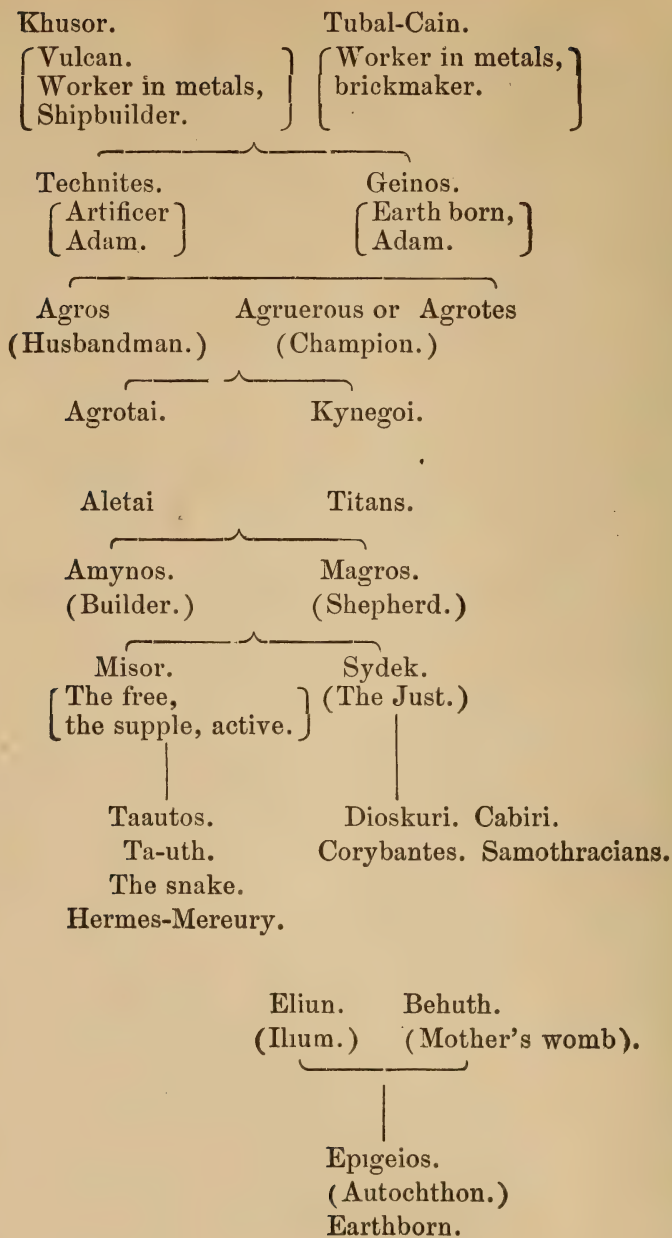 Khusor. Tubal-Cain.
Vulcan. Worker in metals,
Worker in metals, brickmaker.
Shipbuilder.
Technites. Geinos.
Artificer Earth born,
Adam. Adam.
Agros Agruerous or Agrotes
(Husbandman.) (Champion.)
Agrotai. Kynegoi.
Aletai Titans.
Amynos. Magros.
(Builder.) (Shepherd.)
Misor. Sydek.
The free, (The Just.)
the supple, active.
Taautos. Dioskuri. Cabiri.
Ta-uth. Corybantes. Samothracians.
The snake.
Hermes-Mereury.
Eliun. Behuth.
(Ilium.) (Mother's womb).
Epigeios.
(Autochthon.)
Earthborn.